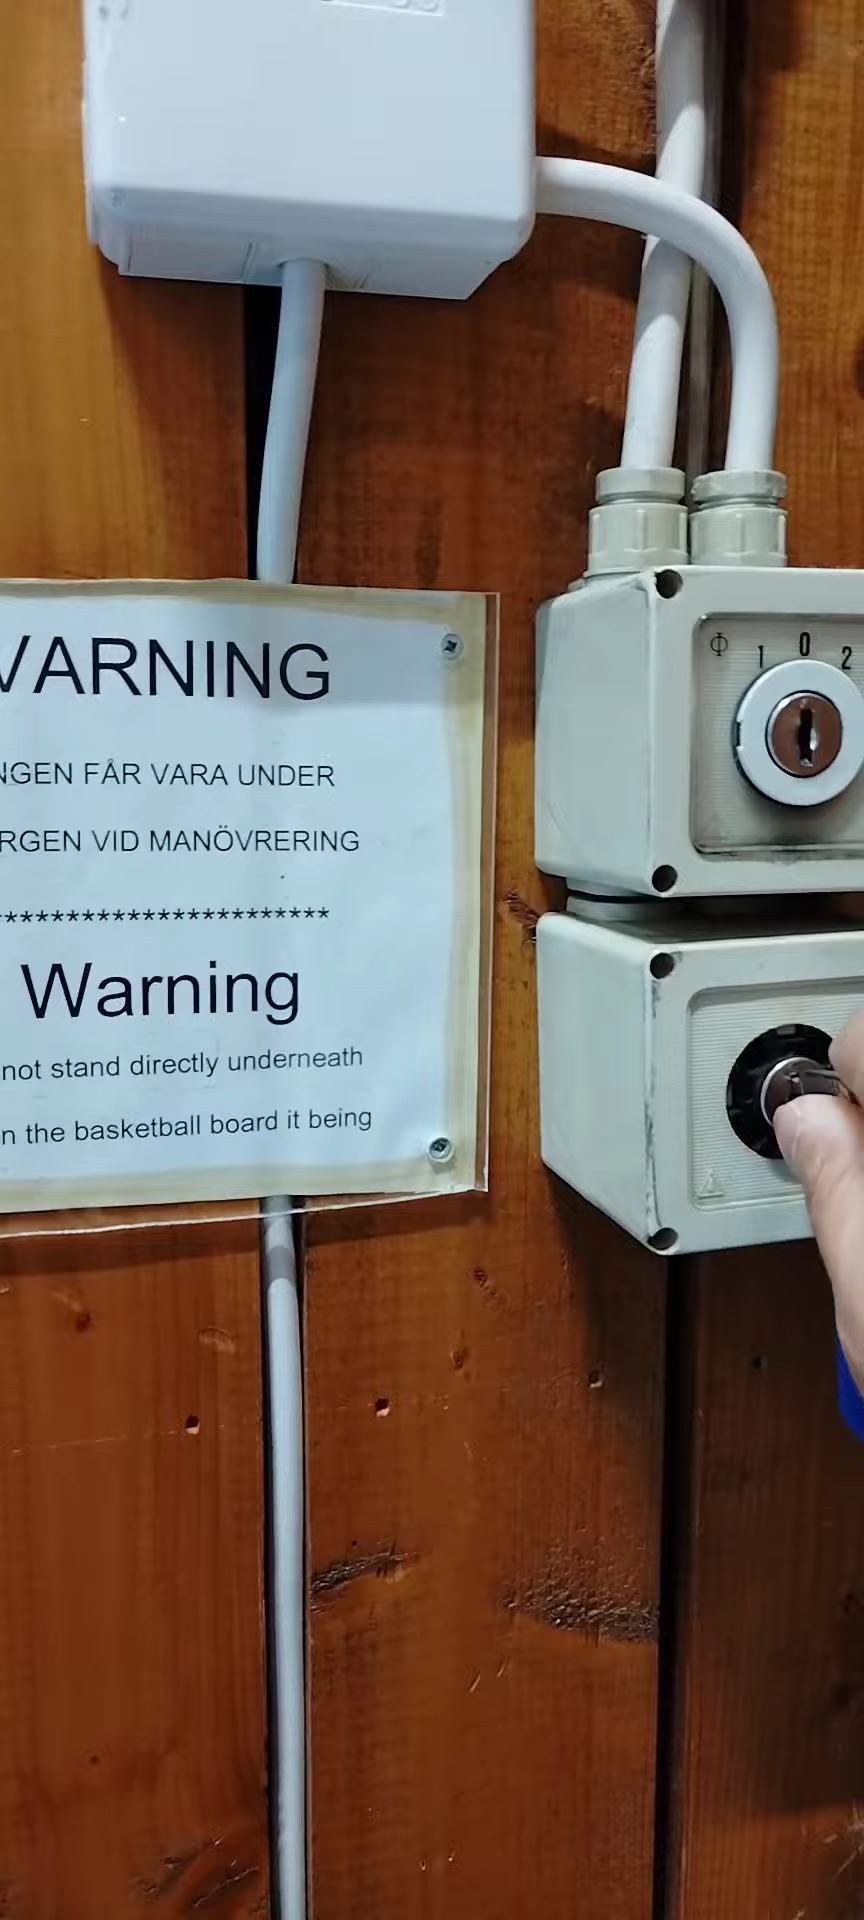 VARNING
NGEN FÅR VARA UNDER
RGEN VID MANÖVRERING
***********************
Warning
not stand directly underneath
n the basketball board it being
1 0 2